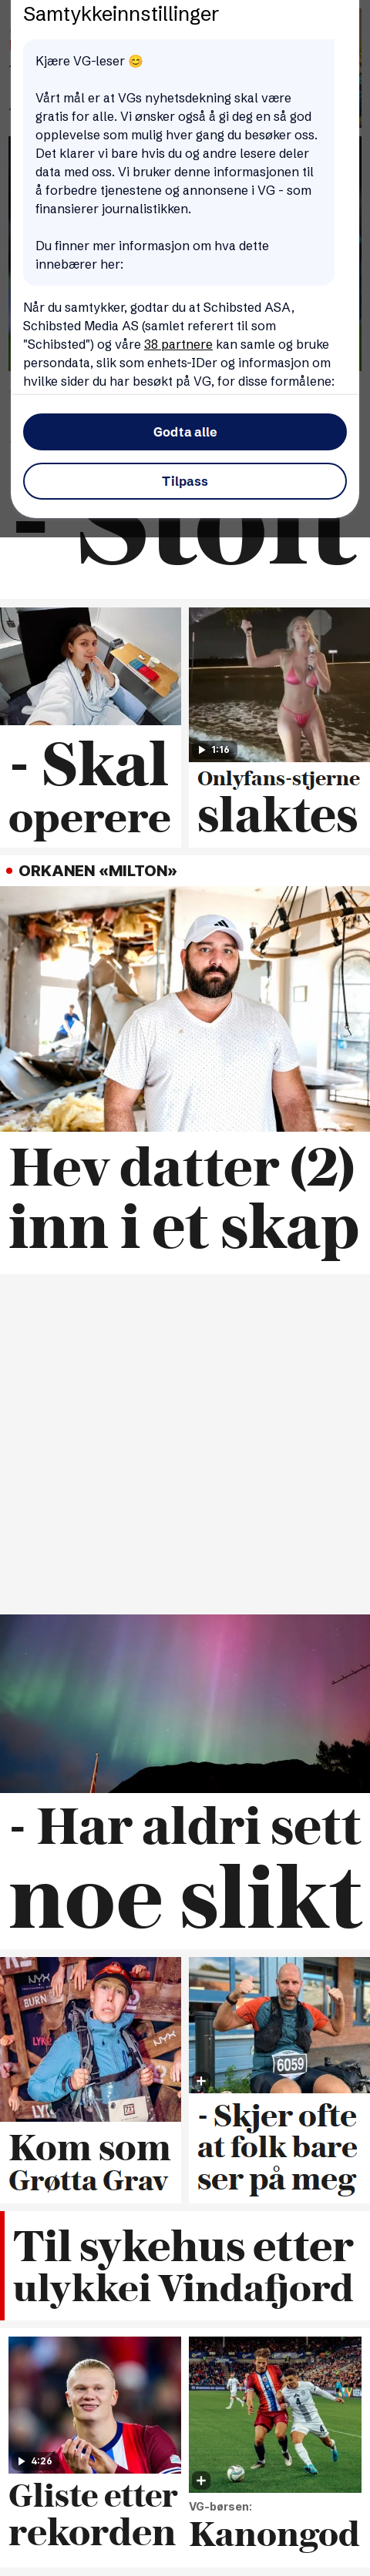 Samtykkeinnstillinger
Kjære VG-leser 😊
Vårt mål er at VGs nyhetsdekning skal være
gratis for alle. Vi ønsker også å gi deg en så god
opplevelse som mulig hver gang du besøker oss.
Det klarer vi bare hvis du og andre lesere deler
data med oss. Vi bruker denne informasjonen til
å forbedre tjenestene og annonsene i VG - som
finansierer journalistikken.
Du finner mer informasjon om hva dette
innebærer her:
Når du samtykker, godtar du at Schibsted ASA,
Schibsted Media AS (samlet referert til som
"Schibsted") og våre 38 partnere kan samle og bruke
persondata, slik som enhets-IDer og informasjon om
hvilke sider du har besøkt på VG, for disse formålene:
Godta alle
Tilpass
- Stolt
1:16
- Skal
operere
Onlyfans-stjerne
slaktes
ORKANEN «MILTON»
Hev datter (2)
inn i et skap
- Har aldri sett
noe slikt
NYX
BURN
LYKO
NYX
6059
Kom som
Grøtta Grav
- Skjer ofte
at folk bare
ser på meg
Til sykehus etter
ulykkei Vindafjord
4:26
Gliste etter
rekorden
VG-børsen:
Kanongod